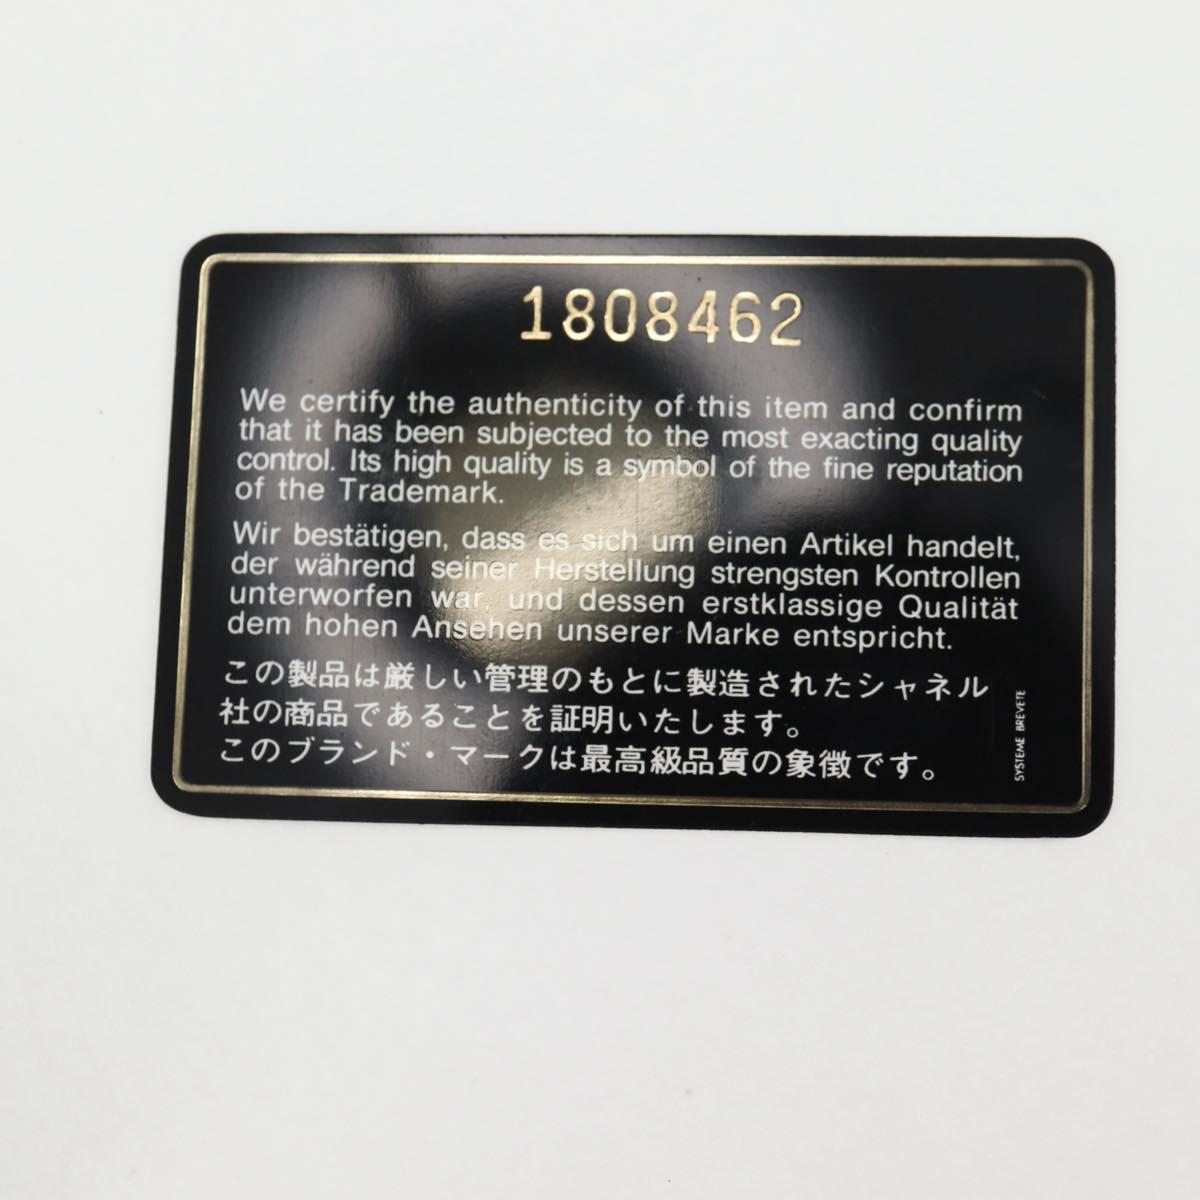 1808462
We certify the authenticity of this item and confirm
that it has been subjected to the most exacting quality
control. Its high quality is a symbol of the fine reputation
of the Trademark.
Wir bestätigen, dass es sich um einen Artikel handelt,
der während seiner Herstellung strengsten Kontrollen
unterworfen war, und dessen erstklassige Qualität
dem hohen Ansehen unserer Marke entspricht.
この製品は厳しい管理のもとに製造されたシャネル
社の商品であることを証明いたします。
このブランド・マークは最高級品質の象徴です。
SYSTEME BREVETE